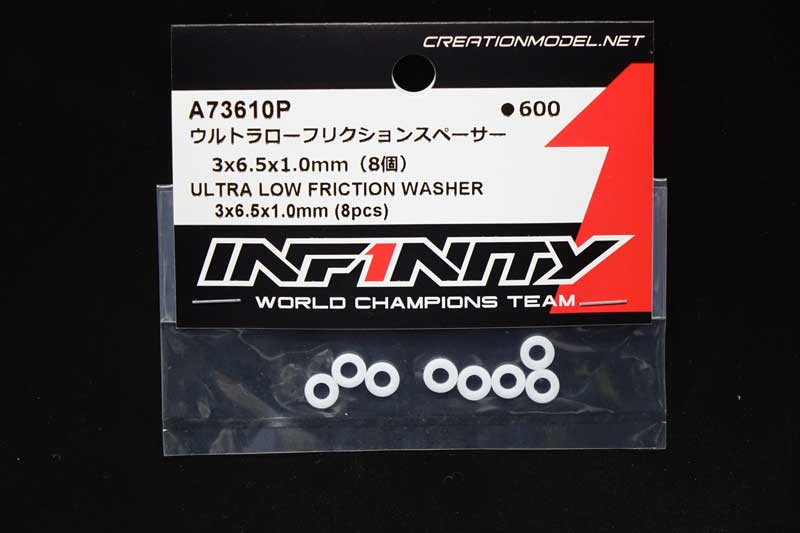 CREATIONMODEL.NET
A73610P ●600
ウルトラローフリクションスペーサー
3x6.5x1.0mm（8個）
ULTRA LOW FRICTION WASHER
3x6.5x1.0mm (8pcs)
INF1NITY
WORLD CHAMPIONS TEAM